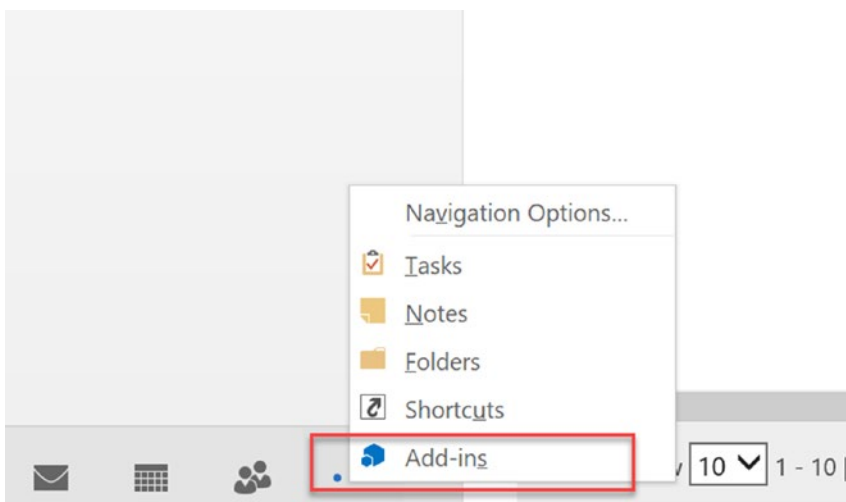 Navigation Options...
Tasks
Notes
Folders
Shortcuts
Add-ins
10 1 - 10